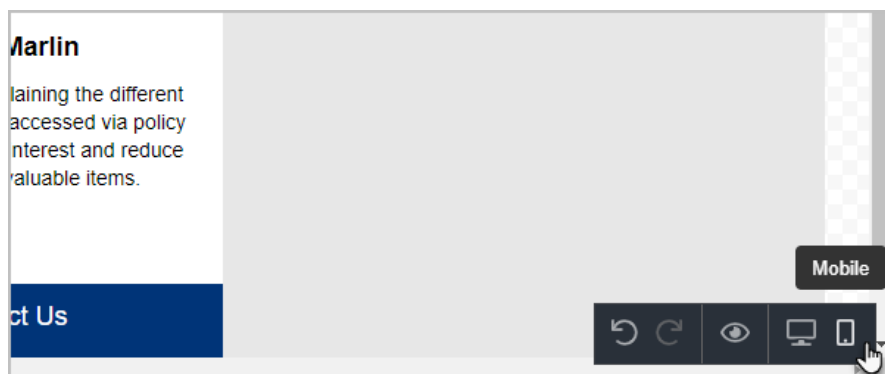 Marlin
laining the different
accessed via policy
nterest and reduce
valuable items.
Mobile
ct Us